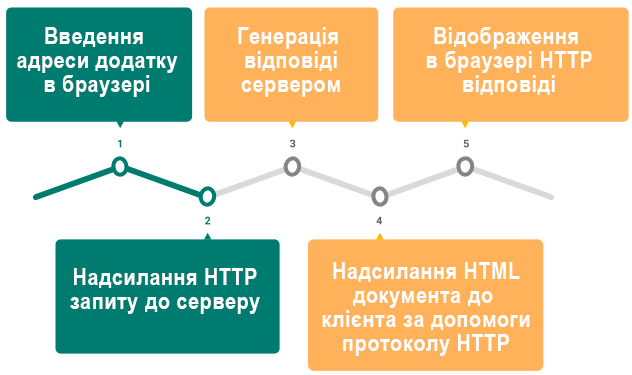 Введення
адреси додатку
в браузері
1
2
Надсилання HTTP
запиту до серверу
Генерація
відповіді
сервером
3
4
Надсилання HTML
документа до
клієнта за допомоги
протоколу HTTP
Відображення
в браузері HTTP
відповіді
5